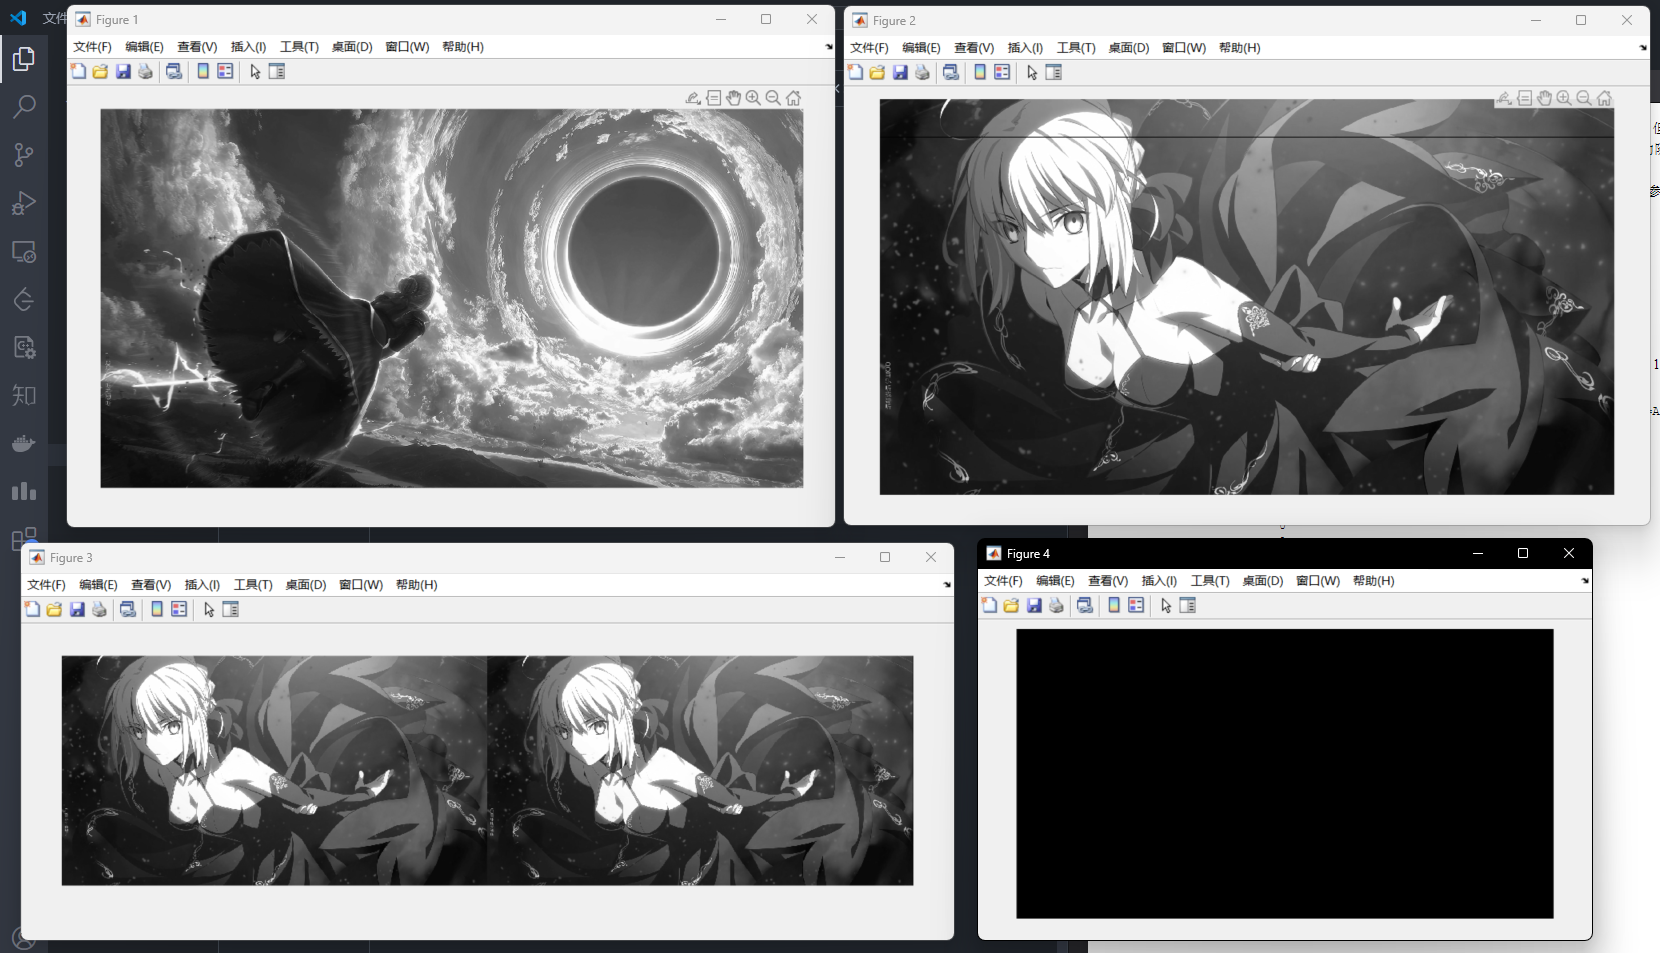 文件
Figure 1
文件(F) 编辑(E) 查看(V) 插入(I) 工具(T) 桌面(D) 窗口(W) 帮助(H)
Figure 2
文件(F) 编辑(E) 查看(V) 插入(I) 工具(T) 桌面(D) 窗口(W) 帮助(H)
知
参
1
Figure 3
文件(F) 编辑(E) 查看(V) 插入(I) 工具(T) 桌面(D) 窗口(W) 帮助(H)
Figure 4
文件(F) 编辑(E) 查看(V) 插入(I) 工具(T) 桌面(D) 窗口(W) 帮助(H)